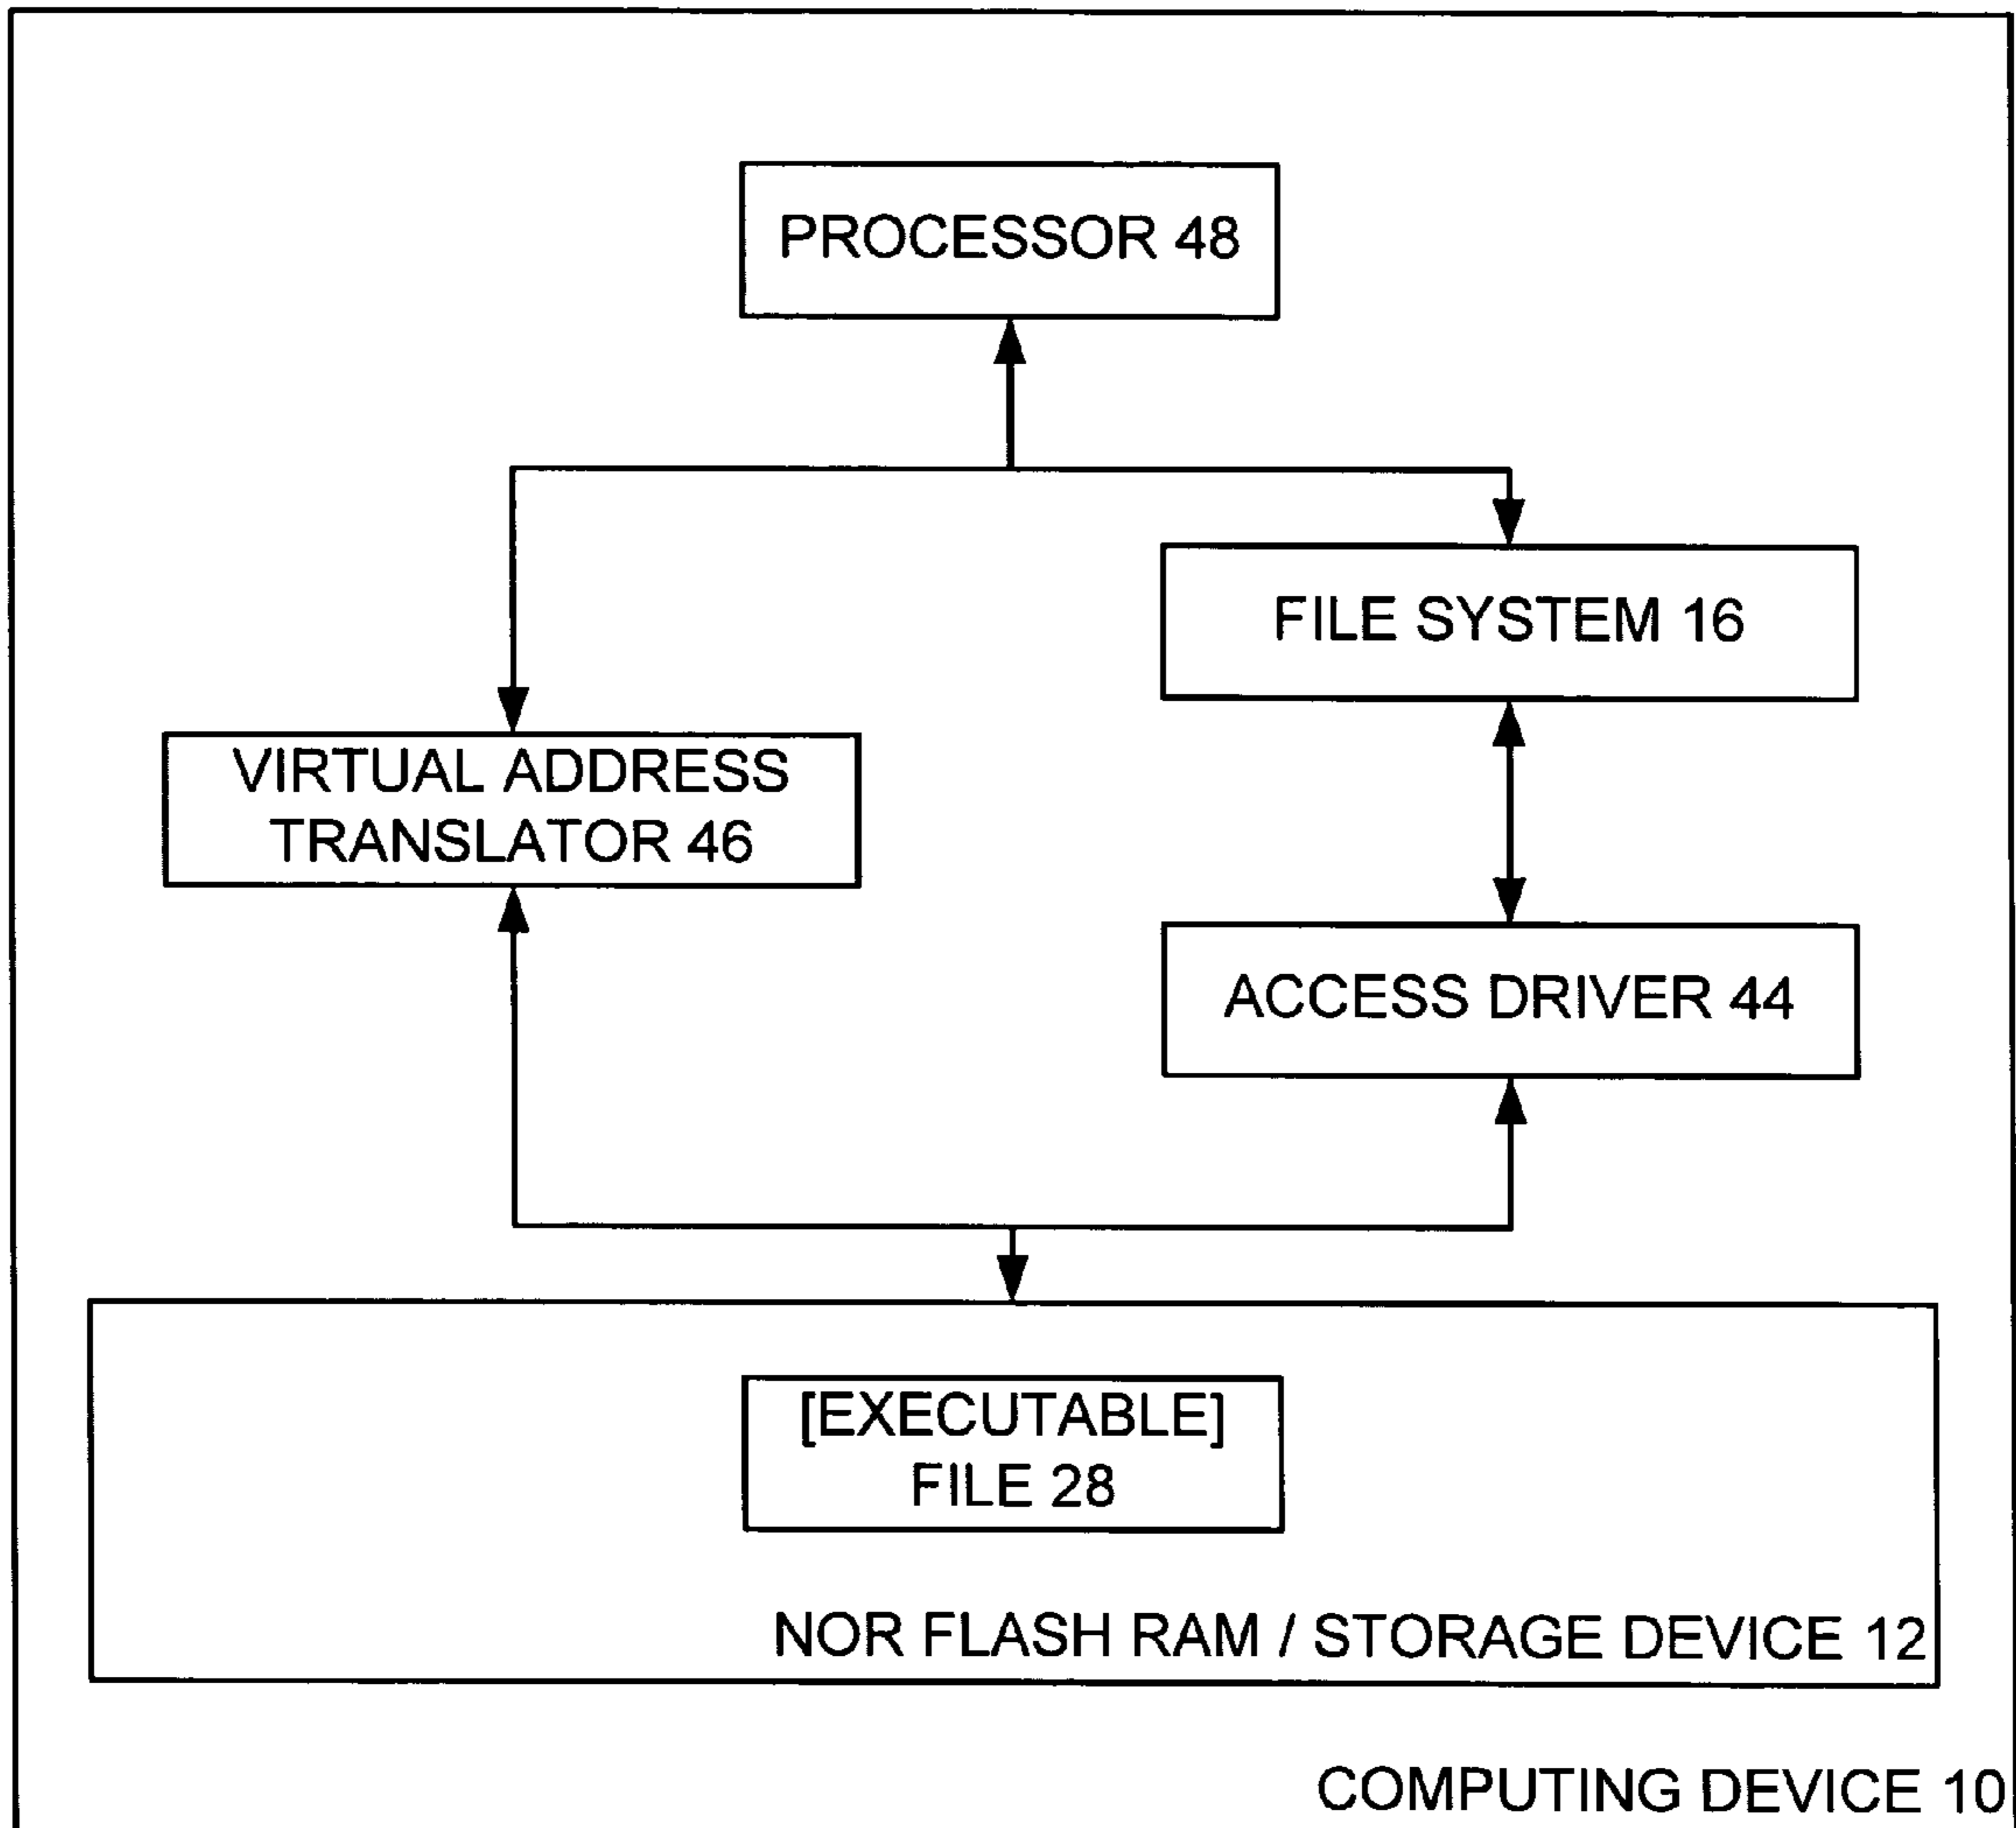 PROCESSOR 48
FILE SYSTEM 16
VIRTUAL ADDRESS
TRANSLATOR 46
ACCESS DRIVER 44
[EXECUTABLE]
FILE 28
NOR FLASH RAM / STORAGE DEVICE 12
COMPUTING DEVICE 10